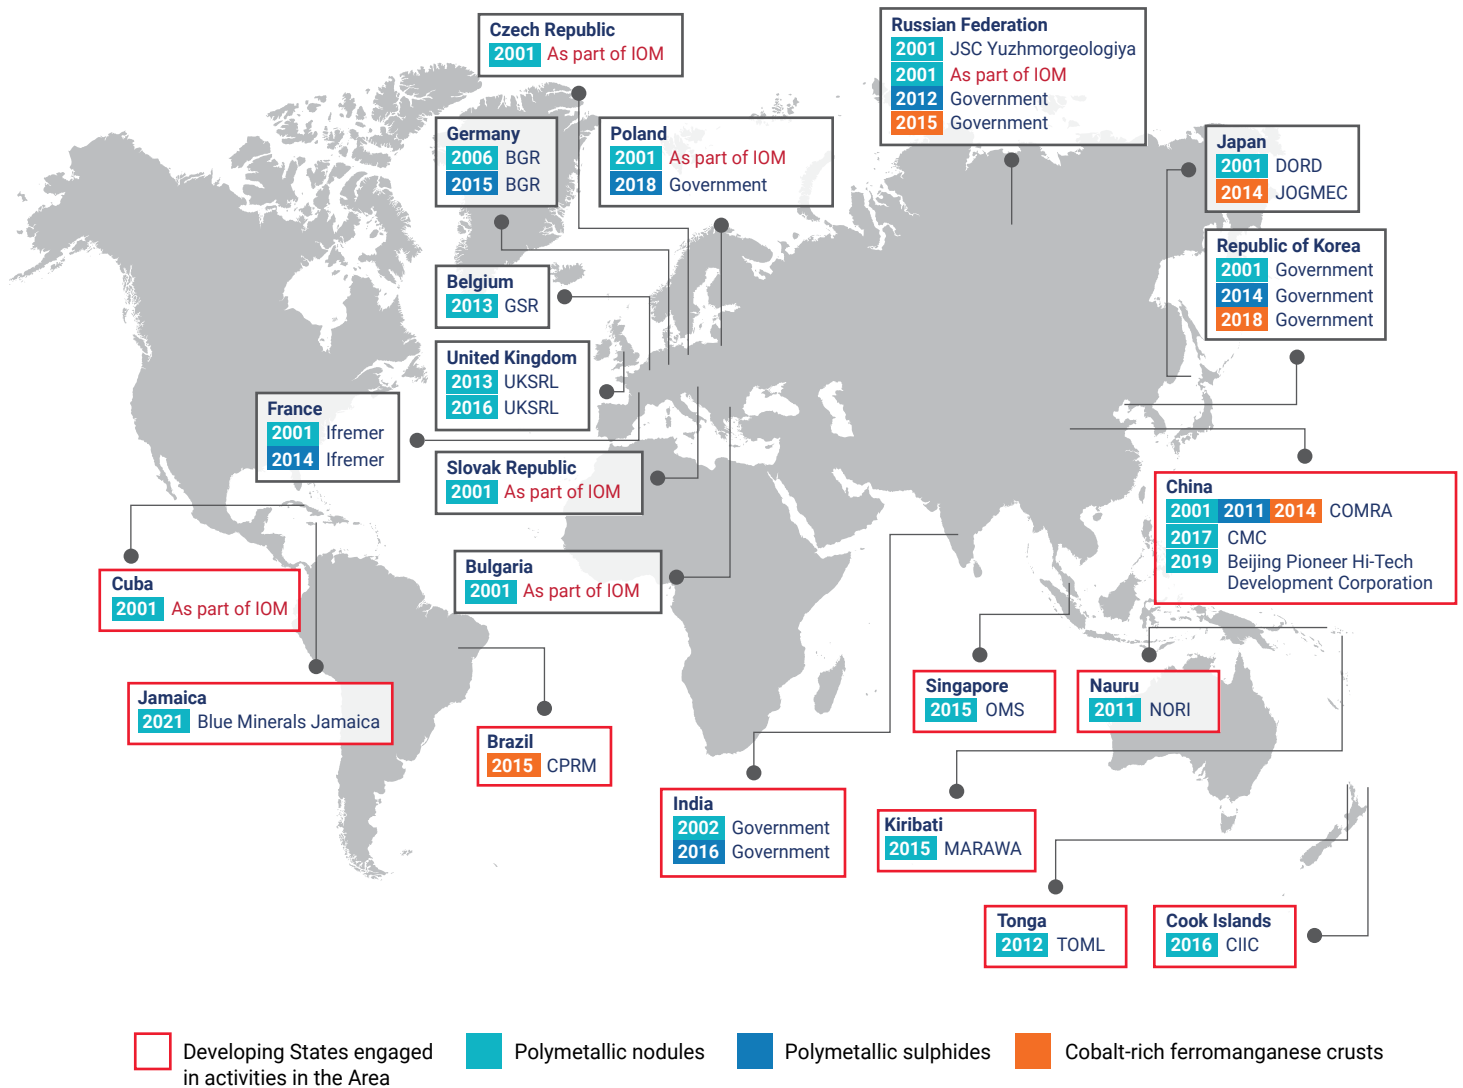 Czech Republic
2001 As part of IOM
Russian Federation
2001 JSC Yuzhmorgeologiya
2001 As part of IOM
2012 Government
2015 Government
Germany
2006 BGR
2015 BGR
Poland
2001 As part of IOM
2018 Government
Japan
2001 DORD
2014 JOGMEC
Republic of Korea
2001 Government
2014 Government
2018 Government
Belgium
2013 GSR
United Kingdom
2013 UKSRL
2016 UKSRL
France
2001 Ifremer
2014 Ifremer
Slovak Republic
2001 As part of IOM
China
2001 2011 2014 COMRA
2017 CMC
2019 Beijing Pioneer Hi-Tech
Development Corporation
Bulgaria
2001 As part of IOM
Cuba
2001 As part of IOM
Jamaica
2021 Blue Minerals Jamaica
Brazil
2015 CPRM
Singapore
2015 OMS
Nauru
2011 NORI
India
2002 Government
2016 Government
Kiribati
2015 MARAWA
Tonga
2012 TOML
Cook Islands
2016 CIIC
Developing States engaged
in activities in the Area
Polymetallic nodules
Polymetallic sulphides
Cobalt-rich ferromanganese crusts